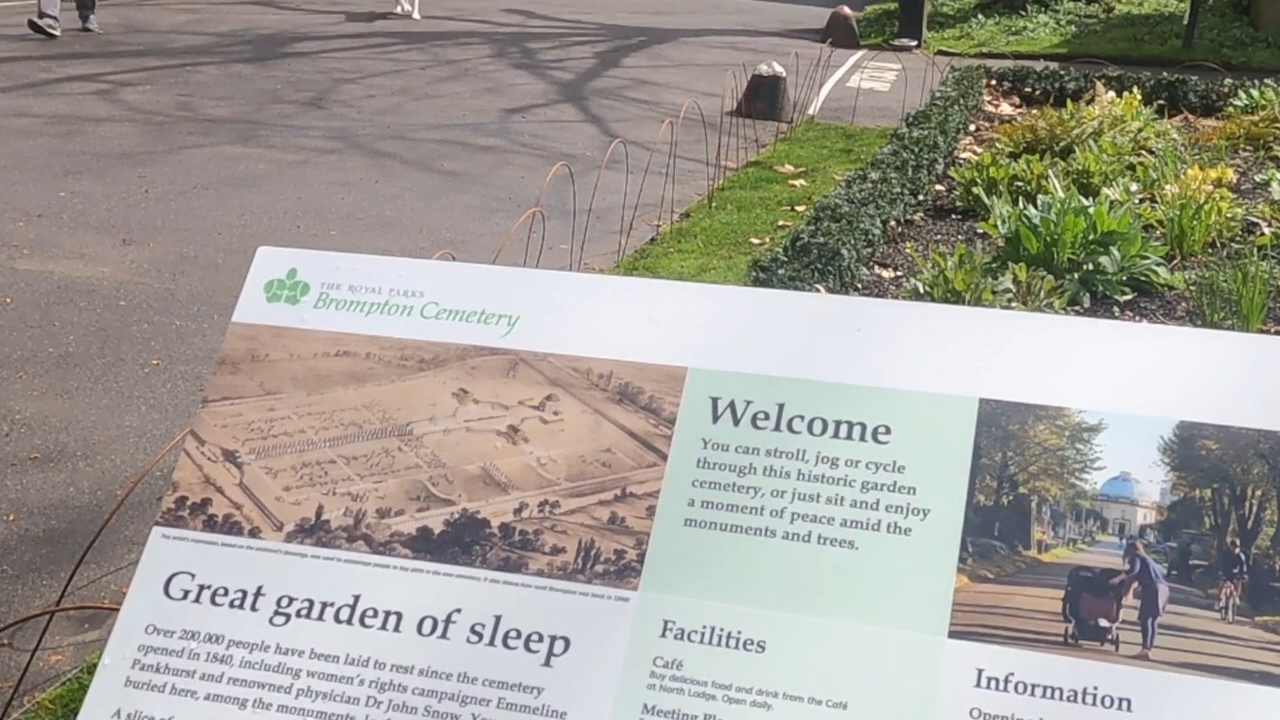 THE ROYAL PARKS
Brompton Cemetery
Welcome
You can stroll, jog or cycle
through this historic garden
cemetery, or just sit and enjoy
a moment of peace amid the
monuments and trees.
Great garden of sleep
Over 200,000 people have been laid to rest since the cemetery
opened in 1840, including women's rights campaigner Emmeline
Pankhurst and renowned physician Dr John Snow.
buried here, among the monuments,
A slice of
Facilities
Café
Buy delicious food and drink from the Café
at North Lodge. Open daily.
Meeting
Information